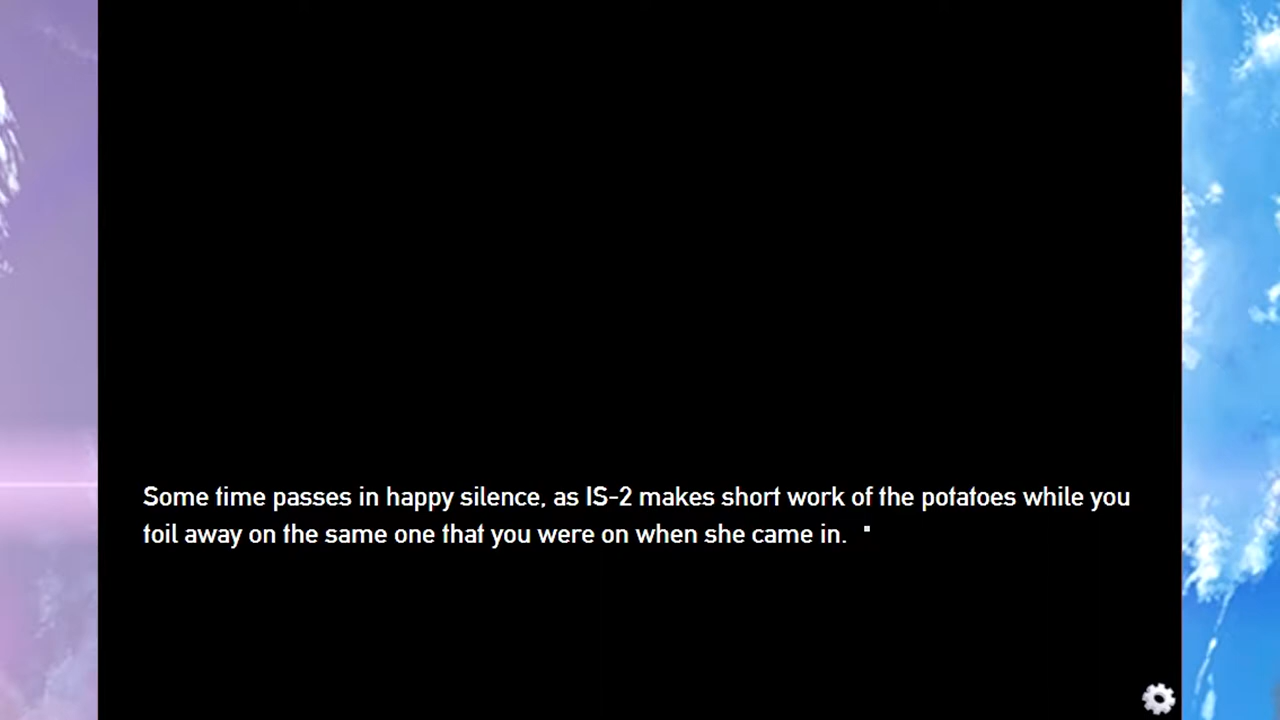 Some time passes in happy silence, as IS-2 makes short work of the potatoes while you
toil away on the same one that you were on when she came in.